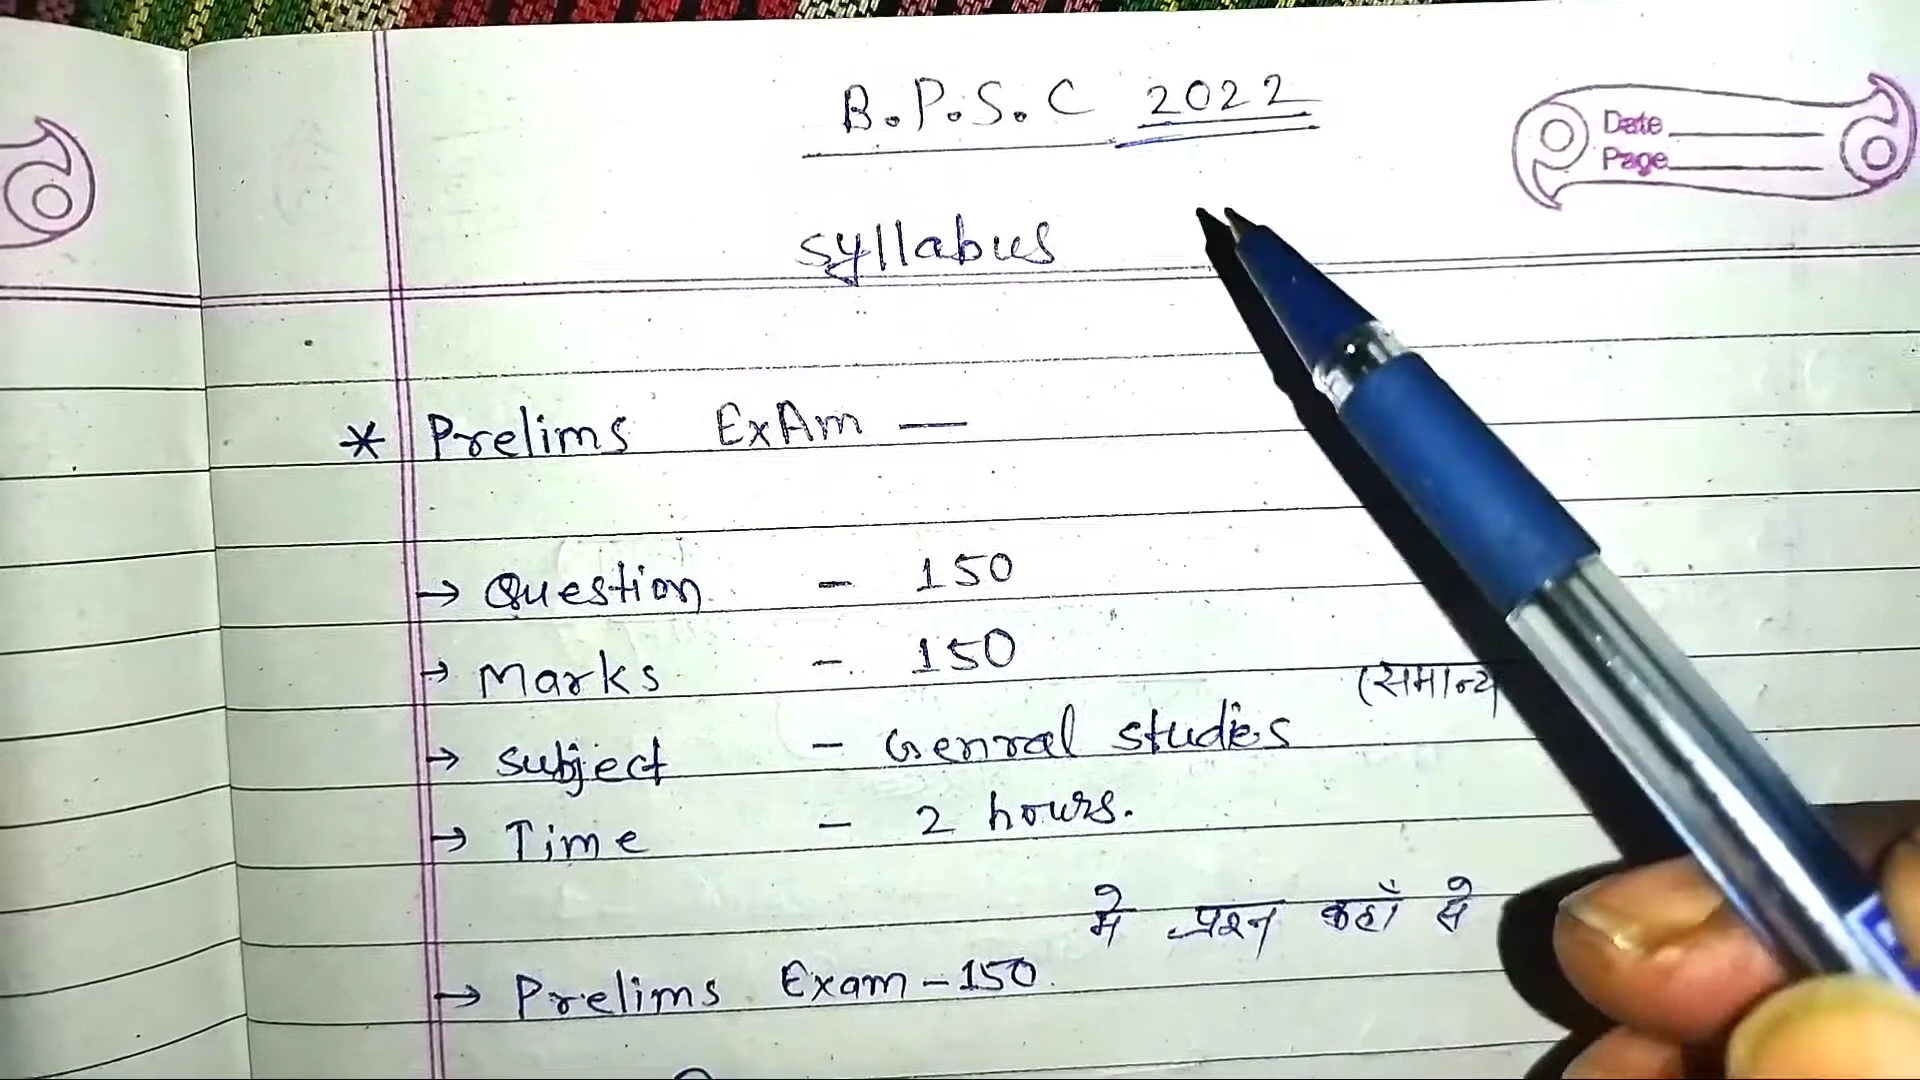 B.P.S.C 2022
Date
Page
syllabus
* Prelims ExAm —
→ Question - 150
→ Marks - 150
(समान्य
→ subject - Genral studies
→ Time - 2 hours.
मे प्रश्न कहाँ से
→ Prelims Exam - 150